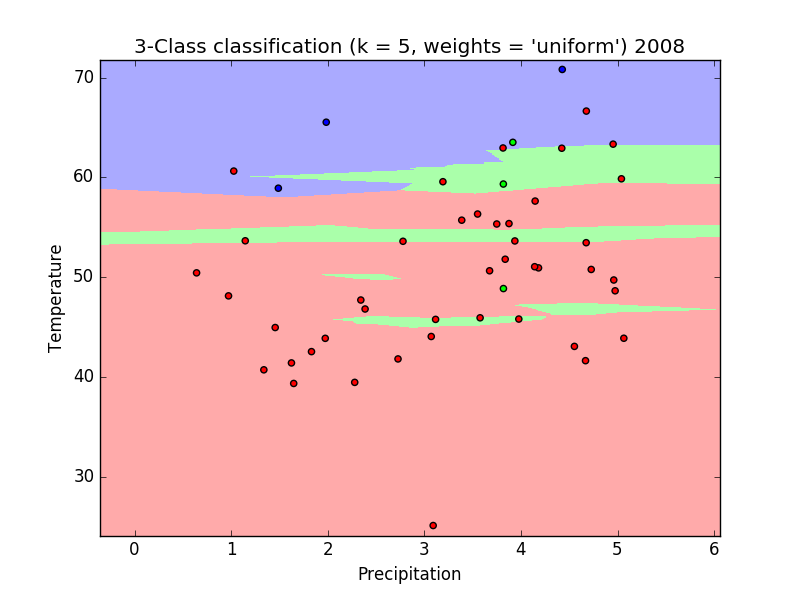 3-Class classification (k = 5, weights = 'uniform') 2008
70
60
50
40
30
Temperature
0 1 2 3 4 5 6
Precipitation